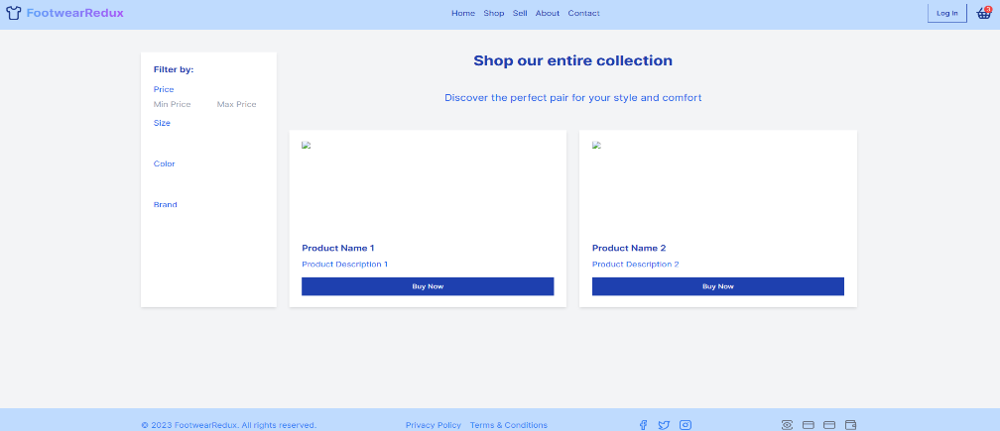 FootwearRedux
Home Shop Sell About Contact
Log In
3
Filter by:
Price
Min Price Max Price
Size
Color
Brand
Shop our entire collection
Discover the perfect pair for your style and comfort
Product Name 1
Product Description 1
Buy Now
Product Name 2
Product Description 2
Buy Now
© 2023 FootwearRedux. All rights reserved.
Privacy Policy Terms & Conditions